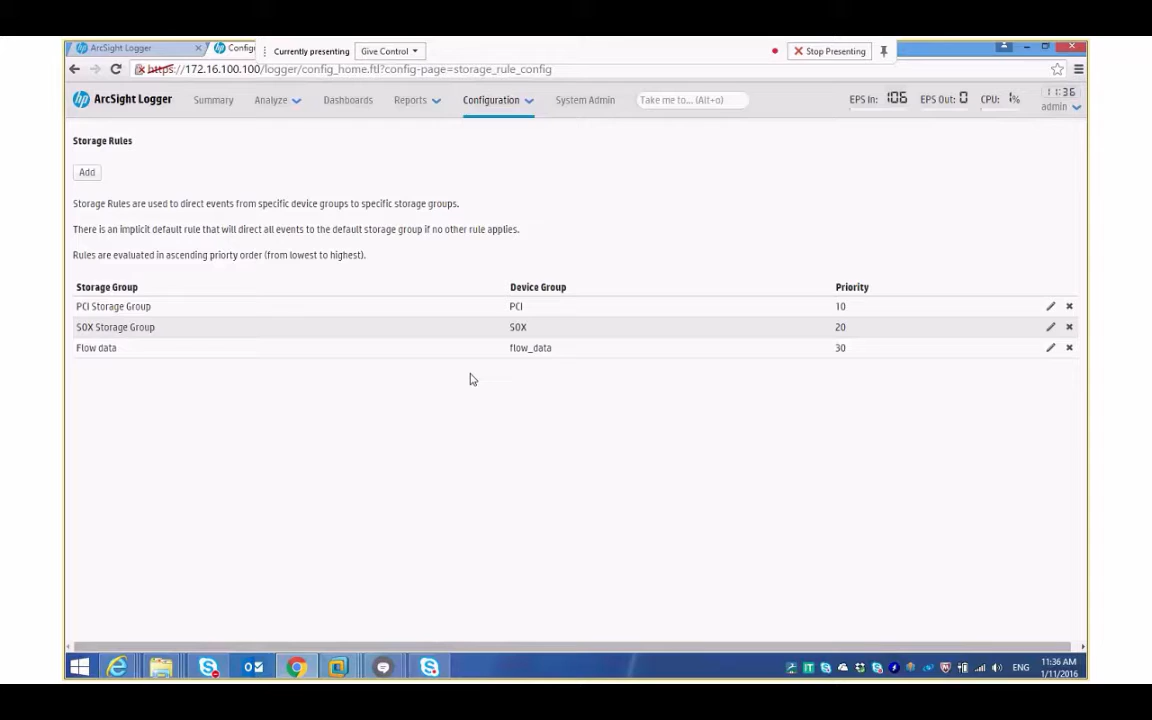 ArcSight Logger
Config
Currently presenting
Give Control
Stop Presenting
https://172.16.100.100/logger/config_home.ftl?config-page=storage_rule_config
ArcSight Logger
Summary
Analyze
Dashboards
Reports
Configuration
System Admin
Take me to... (Alt+o)
EPS In: 106
EPS Out: 0
CPU: 1%
11:36
admin
Storage Rules
Add
Storage Rules are used to direct events from specific device groups to specific storage groups.
There is an implicit default rule that will direct all events to the default storage group if no other rule applies.
Rules are evaluated in ascending priorty order (from lowest to highest).
Storage Group Device Group Priority
PCI Storage Group PCI 10
SOX Storage Group SOX 20
Flow data flow_data 30
ENG
11:36 AM
1/11/2016